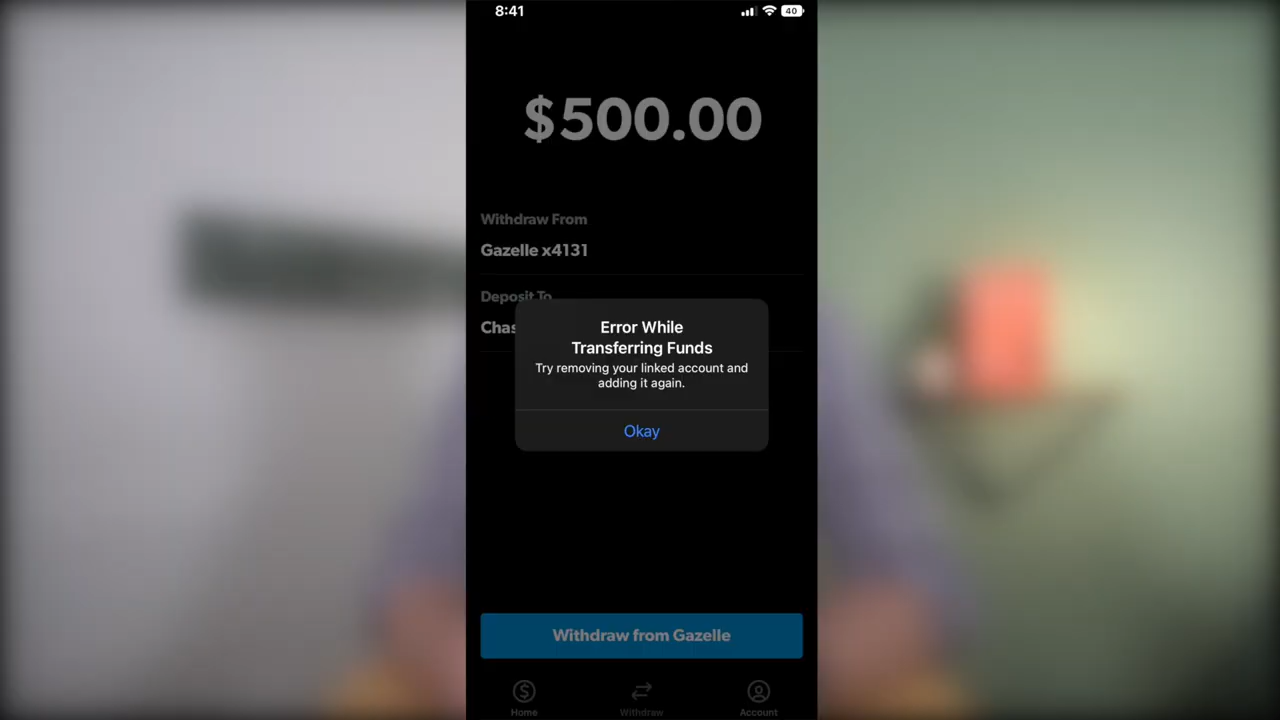 8:41
40
$500.00
Withdraw From
Gazelle x4131
Deposit To
Error While
Transferring Funds
Try removing your linked account and
adding it again.
Okay
Withdraw from Gazelle
Home
Withdraw
Account